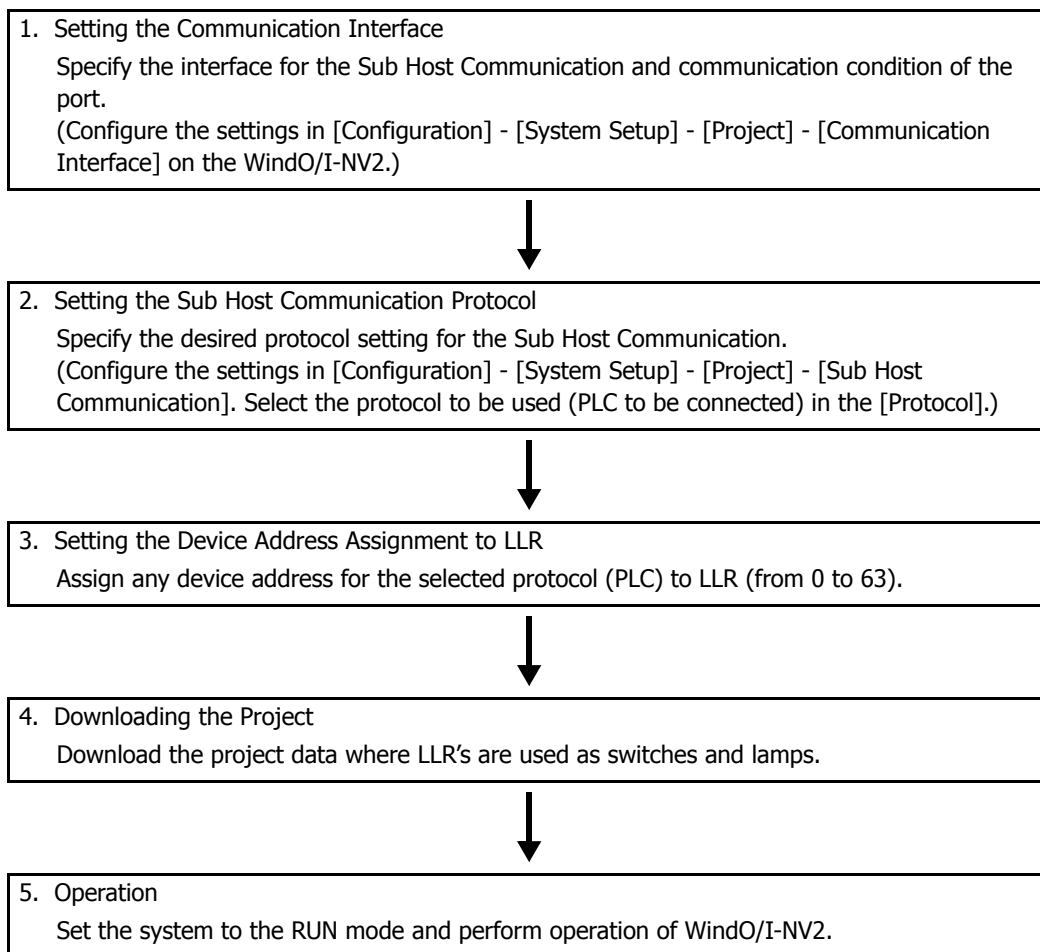 1. Setting the Communication Interface
Specify the interface for the Sub Host Communication and communication condition of the
port.
(Configure the settings in [Configuration] - [System Setup] - [Project] - [Communication
Interface] on the WindO/I-NV2.)
2. Setting the Sub Host Communication Protocol
Specify the desired protocol setting for the Sub Host Communication.
(Configure the settings in [Configuration] - [System Setup] - [Project] - [Sub Host
Communication]. Select the protocol to be used (PLC to be connected) in the [Protocol].)
3. Setting the Device Address Assignment to LLR
Assign any device address for the selected protocol (PLC) to LLR (from 0 to 63).
4. Downloading the Project
Download the project data where LLR's are used as switches and lamps.
5. Operation
Set the system to the RUN mode and perform operation of WindO/I-NV2.